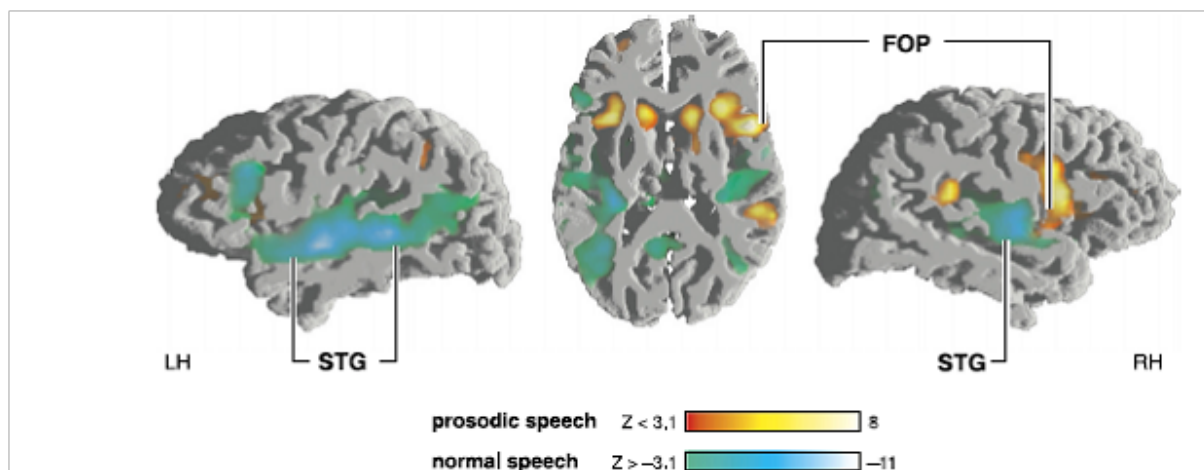 FOP
LH
STG
STG
RH
prosodic speech Z < 3,1 8
normal speech Z > –3,1 –11